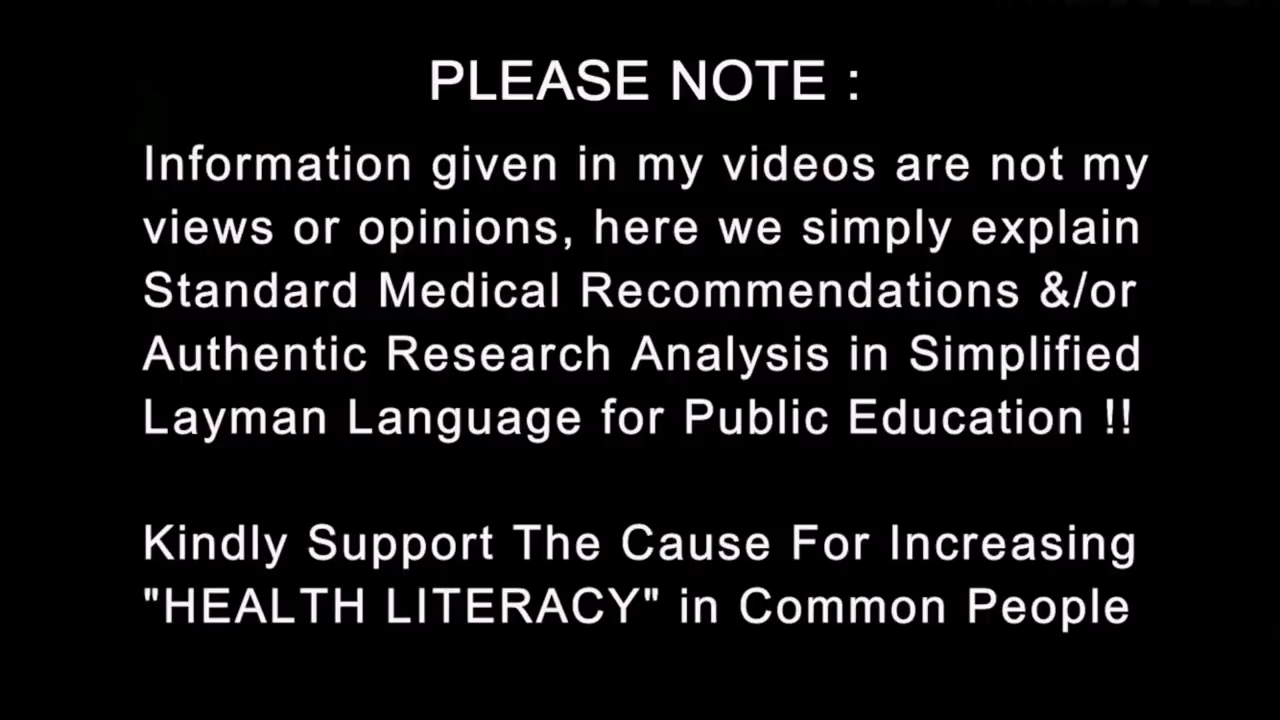 PLEASE NOTE :
Information given in my videos are not my
views or opinions, here we simply explain
Standard Medical Recommendations &/or
Authentic Research Analysis in Simplified
Layman Language for Public Education !!
Kindly Support The Cause For Increasing
"HEALTH LITERACY" in Common People